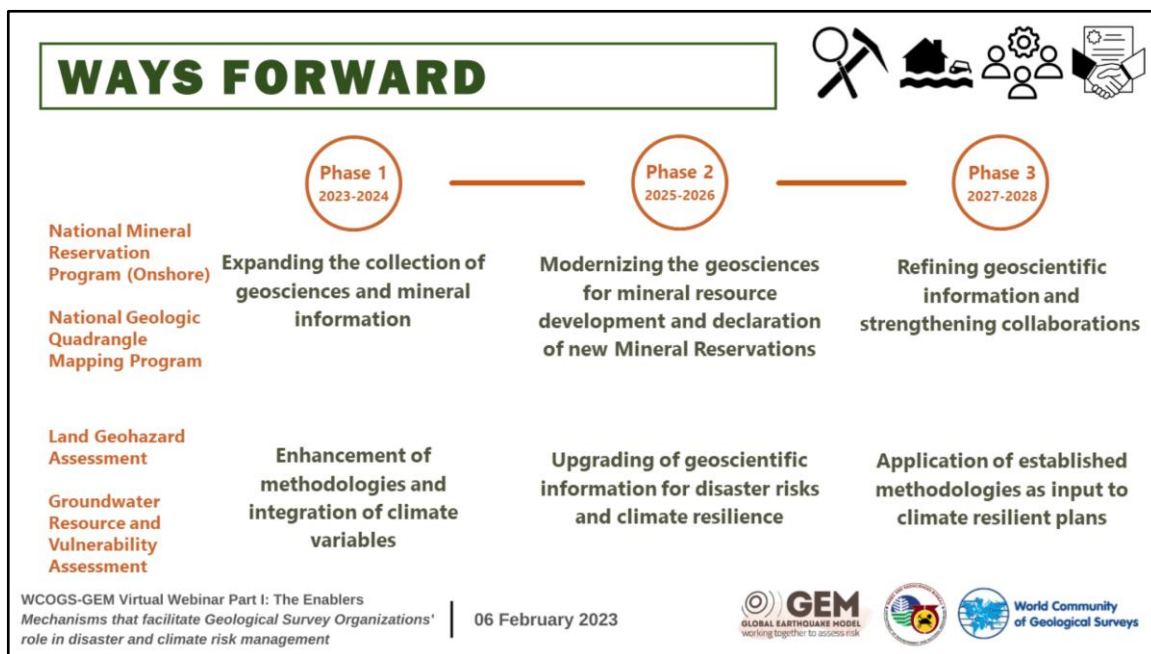 WAYS FORWARD
Phase 1
2023-2024
Phase 2
2025-2026
Phase 3
2027-2028
National Mineral
Reservation
Program (Onshore)
National Geologic
Quadrangle
Mapping Program
Expanding the collection of
geosciences and mineral
information
Modernizing the geosciences
for mineral resource
development and declaration
of new Mineral Reservations
Refining geoscientific
information and
strengthening collaborations
Land Geohazard
Assessment
Groundwater
Resource and
Vulnerability
Assessment
Enhancement of
methodologies and
integration of climate
variables
Upgrading of geoscientific
information for disaster risks
and climate resilience
Application of established
methodologies as input to
climate resilient plans
WCOGS-GEM Virtual Webinar Part I: The Enablers
Mechanisms that facilitate Geological Survey Organizations'
role in disaster and climate risk management
06 February 2023
GEM
GLOBAL EARTHQUAKE MODEL
working together to assess risk
World Community
of Geological Surveys